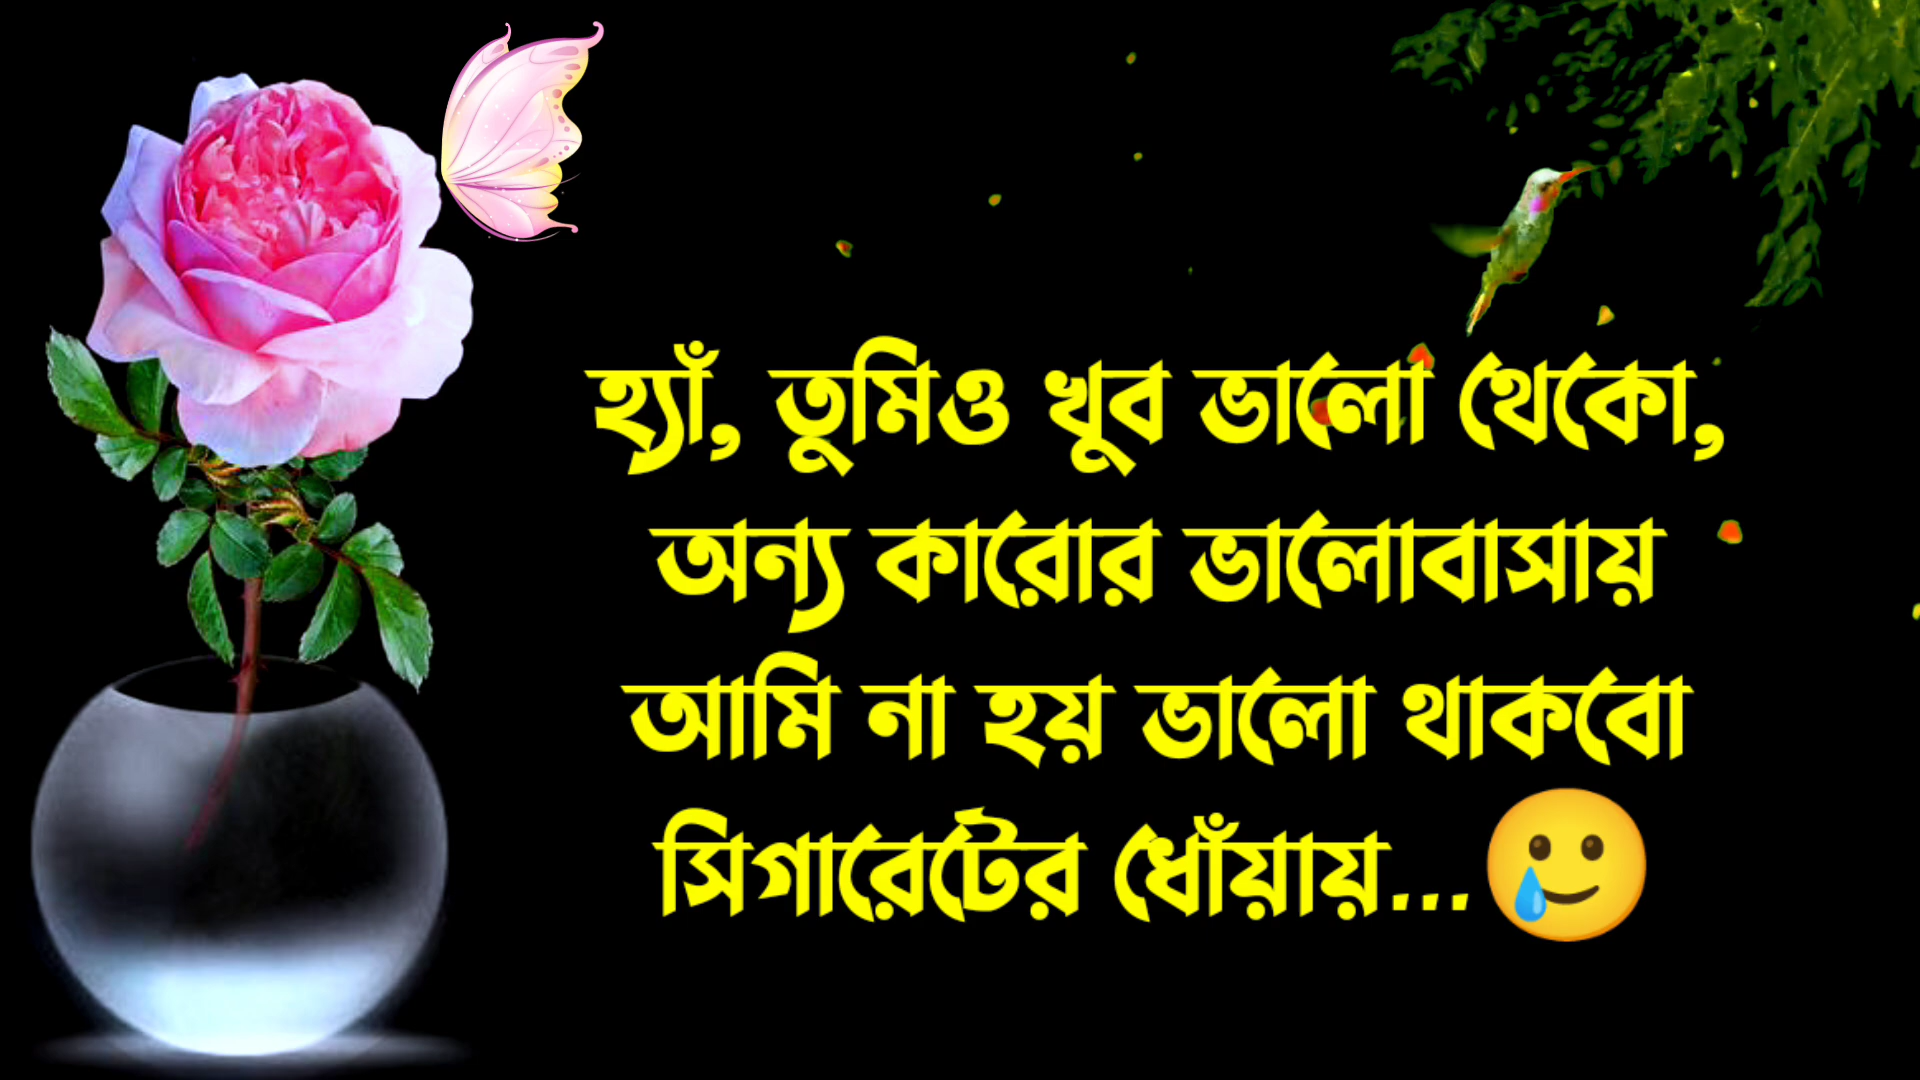 হ্যাঁ, তুমিও খুব ভালো থেকো,
অন্য কারোর ভালোবাসায়
আমি না হয় ভালো থাকবো
সিগারেটের ধোঁয়ায়...🥲